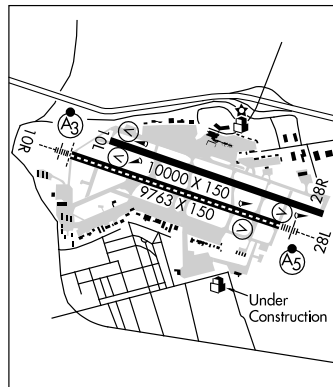 A3
10R
10L
V
V
10000 X 150
9763 X 150
V
V
28R
28L
A5
Under
Construction